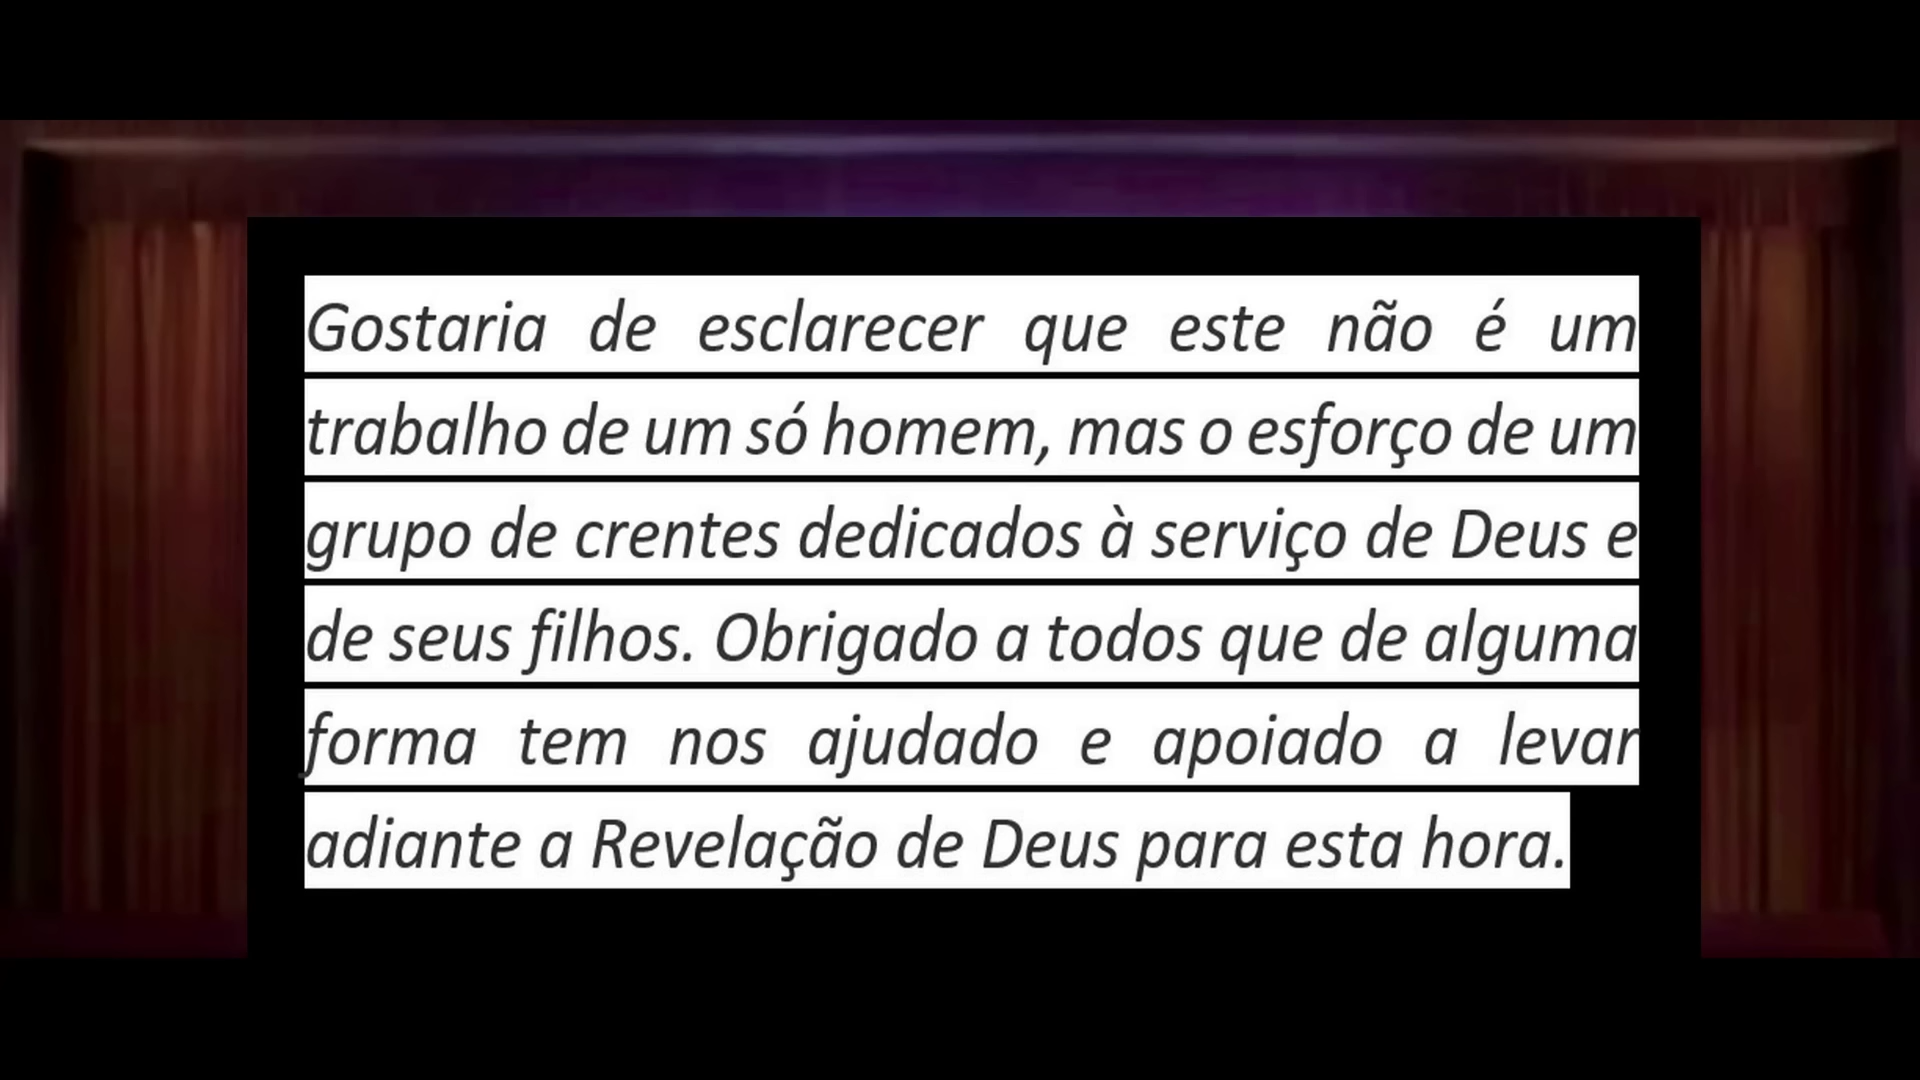 Gostaria de esclarecer que este não é um
trabalho de um só homem, mas o esforço de um
grupo de crentes dedicados à serviço de Deus e
de seus filhos. Obrigado a todos que de alguma
forma tem nos ajudado e apoiado a levar
adiante a Revelação de Deus para esta hora.